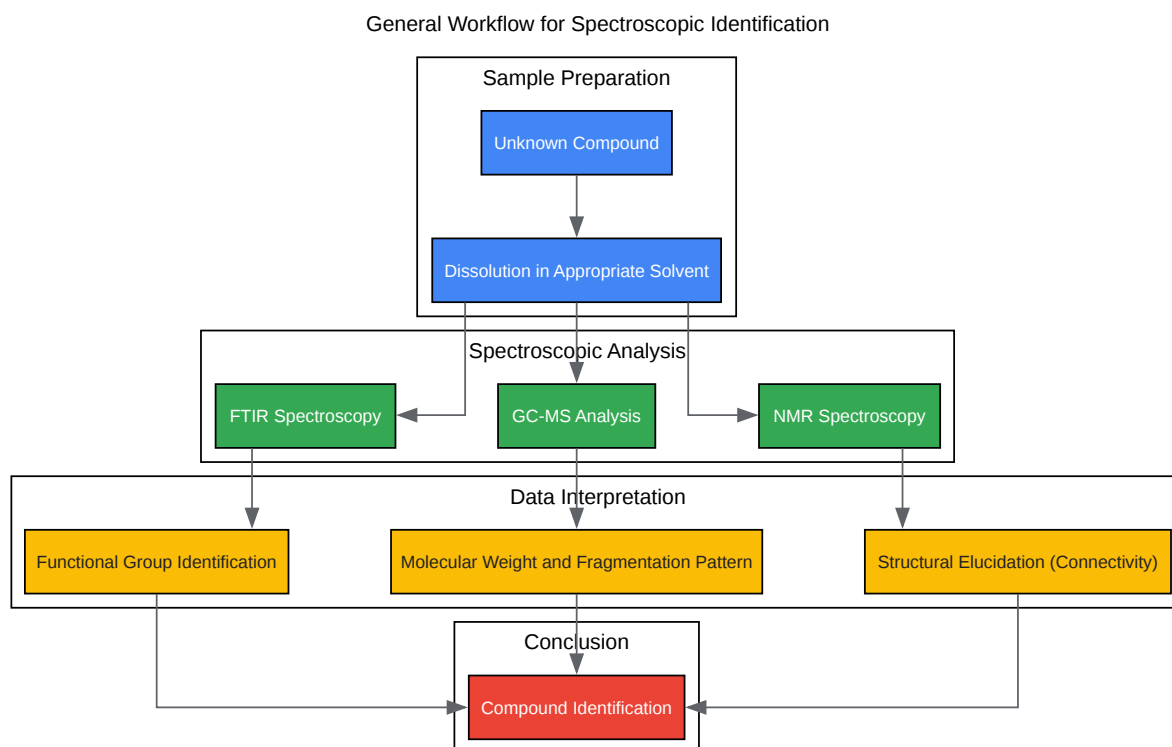 General Workflow for Spectroscopic Identification
Sample Preparation
Unknown Compound
Dissolution in Appropriate Solvent
Spectroscopic Analysis
FTIR Spectroscopy
GC-MS Analysis
NMR Spectroscopy
Data Interpretation
Functional Group Identification
Molecular Weight and Fragmentation Pattern
Structural Elucidation (Connectivity)
Conclusion
Compound Identification